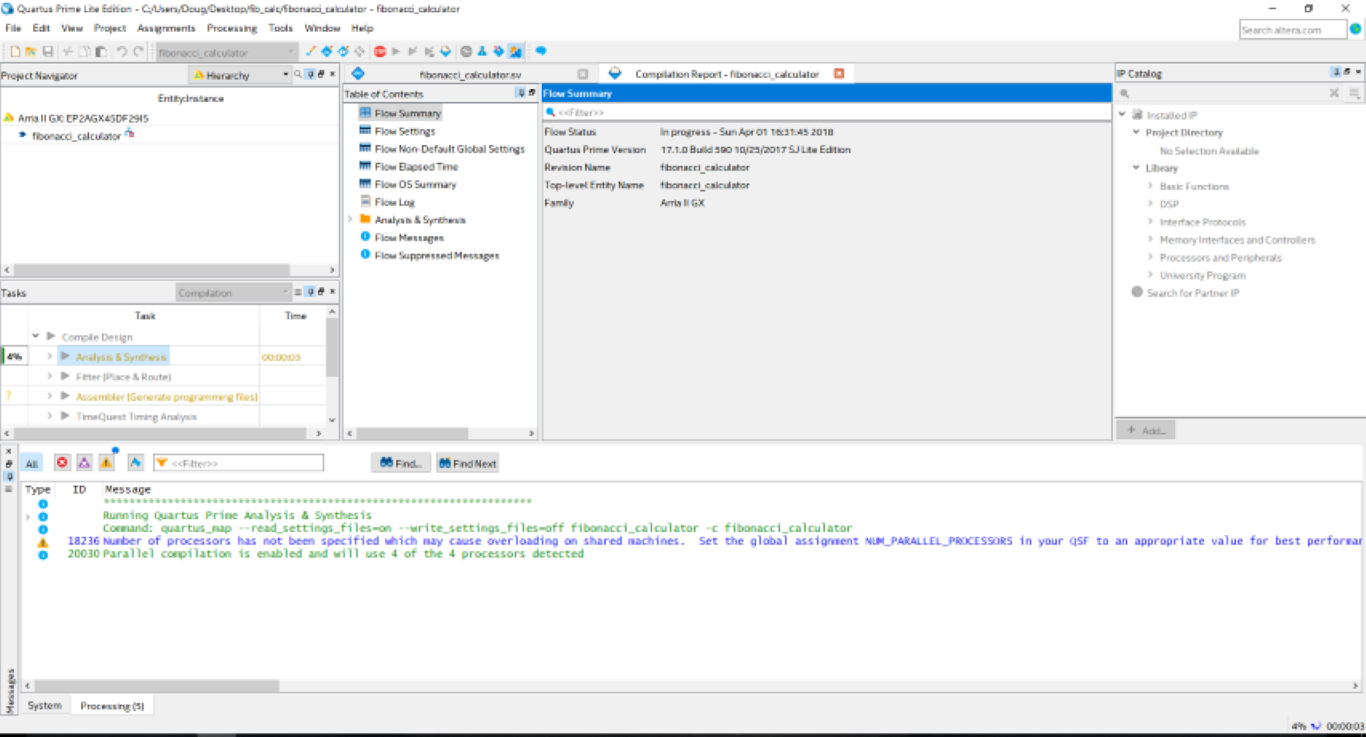 Quartus Prime Lite Edition - C:/Users/Doug/Desktop/fib_calc/fibonacci_calculator - fibonacci_calculator
File Edit View Project Assignments Processing Tools Window Help
Search altera.com
fibonacci_calculator
Project Navigator
Hierarchy
Entity:Instance
Arria II GX: EP2AGX45DF29I5
fibonacci_calculator
Tasks
Compilation
Task Time
Compile Design
4% Analysis & Synthesis 00:00:03
Fitter (Place & Route)
? Assembler (Generate programming files)
TimeQuest Timing Analysis
fibonacci_calculator.sv
Compilation Report - fibonacci_calculator
Table of Contents
Flow Summary
Flow Settings
Flow Non-Default Global Settings
Flow Elapsed Time
Flow OS Summary
Flow Log
Analysis & Synthesis
Flow Messages
Flow Suppressed Messages
Flow Summary
<<Filter>>
Flow Status In progress - Sun Apr 01 16:31:45 2018
Quartus Prime Version 17.1.0 Build 590 10/25/2017 SJ Lite Edition
Revision Name fibonacci_calculator
Top-level Entity Name fibonacci_calculator
Family Arria II GX
IP Catalog
Installed IP
Project Directory
No Selection Available
Library
Basic Functions
DSP
Interface Protocols
Memory Interfaces and Controllers
Processors and Peripherals
University Program
Search for Partner IP
+ Add...
All
<<Filter>>
Find...
Find Next
Type ID Message
*******************************************************************
Running Quartus Prime Analysis & Synthesis
Command: quartus_map --read_settings_files=on --write_settings_files=off fibonacci_calculator -c fibonacci_calculator
18236 Number of processors has not been specified which may cause overloading on shared machines.  Set the global assignment NUM_PARALLEL_PROCESSORS in your QSF to an appropriate value for best performan
20030 Parallel compilation is enabled and will use 4 of the 4 processors detected
Messages
System Processing (5)
4% 00:00:03